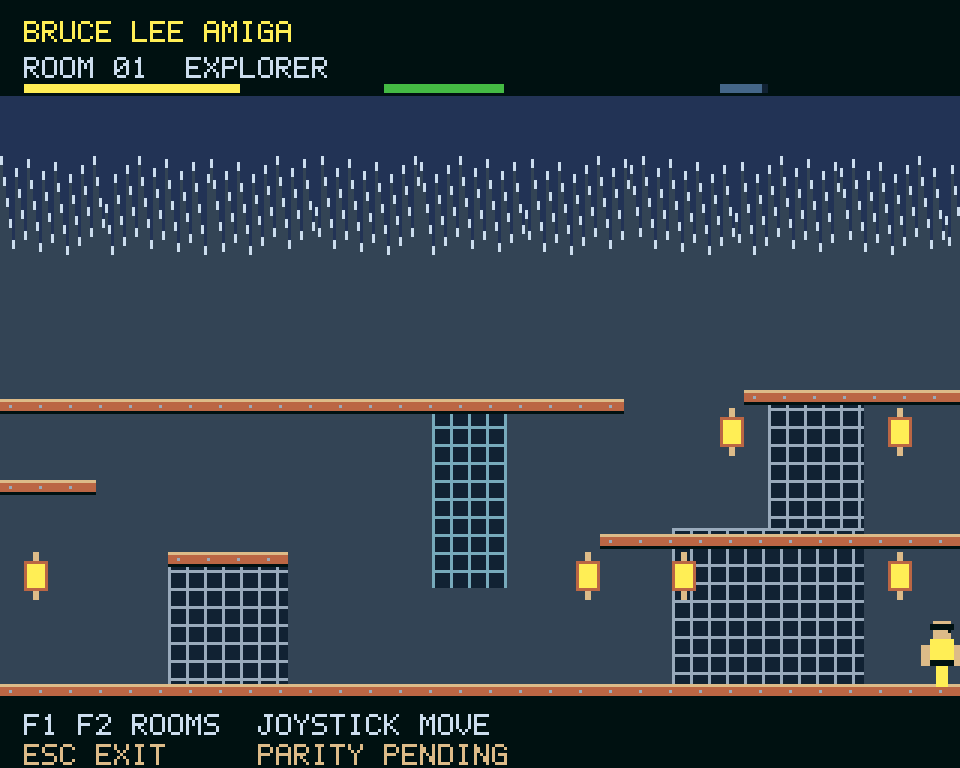 BRUCE LEE AMIGA
ROOM 01 EXPLORER
F1 F2 ROOMS JOYSTICK MOVE
ESC EXIT PARITY PENDING